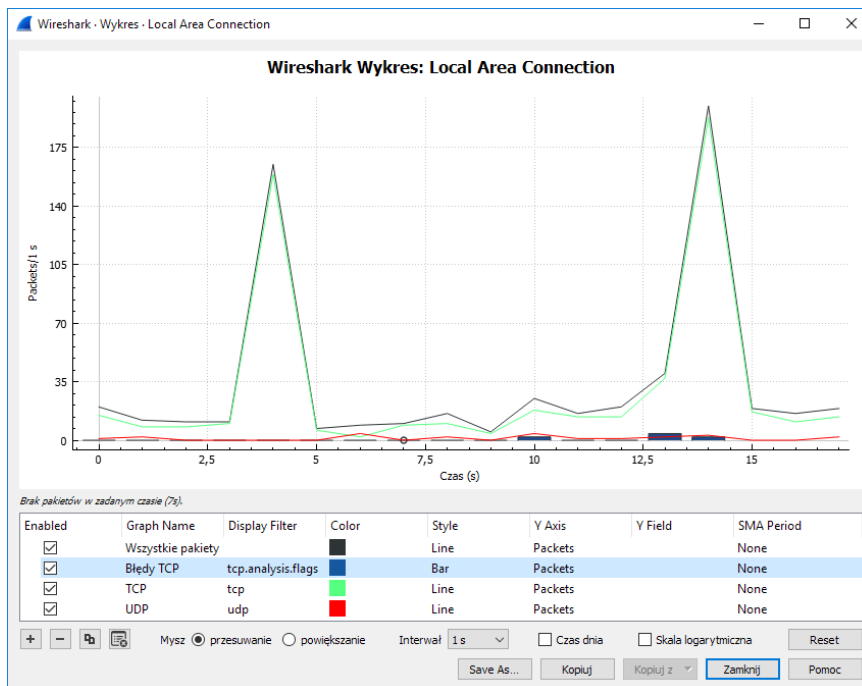 Wireshark · Wykres · Local Area Connection
Wireshark Wykres: Local Area Connection
Packets/1 s
175
140
105
70
35
0
0 2,5 5 7,5 10 12,5 15
Czas (s)
Brak pakietów w zadanym czasie (7s).
Enabled Graph Name Display Filter Color Style Y Axis Y Field SMA Period
Wszystkie pakiety Line Packets None
Błędy TCP tcp.analysis.flags Bar Packets None
TCP tcp Line Packets None
UDP udp Line Packets None
+ − Mysz przesuwanie powiększanie Interwał 1 s Czas dnia Skala logarytmiczna Reset
Save As... Kopiuj Kopiuj z Zamknij Pomoc